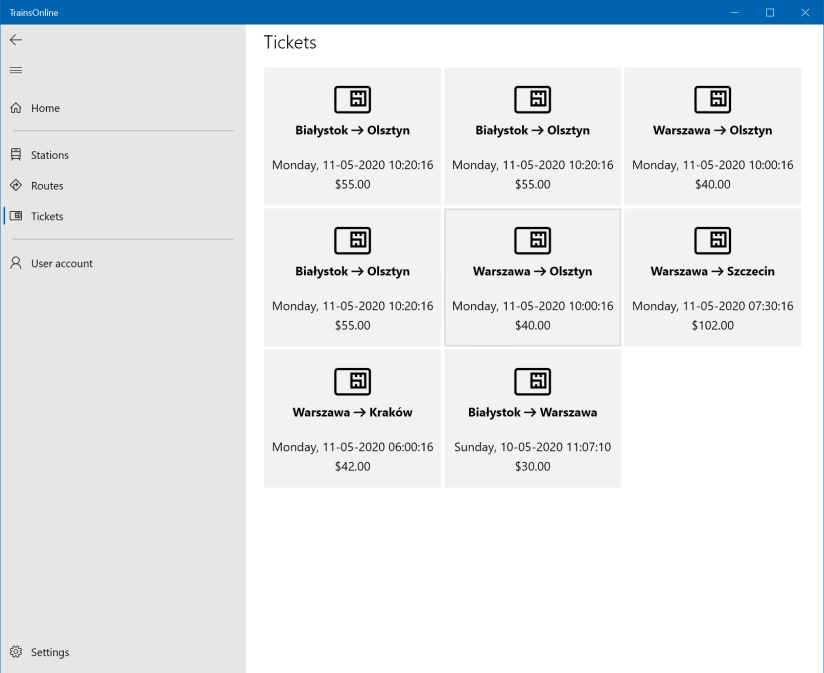 TrainsOnline
Home
Stations
Routes
Tickets
User account
Settings
Tickets
Białystok → Olsztyn
Monday, 11-05-2020 10:20:16
$55.00
Białystok → Olsztyn
Monday, 11-05-2020 10:20:16
$55.00
Warszawa → Olsztyn
Monday, 11-05-2020 10:00:16
$40.00
Białystok → Olsztyn
Monday, 11-05-2020 10:20:16
$55.00
Warszawa → Olsztyn
Monday, 11-05-2020 10:00:16
$40.00
Warszawa → Szczecin
Monday, 11-05-2020 07:30:16
$102.00
Warszawa → Kraków
Monday, 11-05-2020 06:00:16
$42.00
Białystok → Warszawa
Sunday, 10-05-2020 11:07:10
$30.00